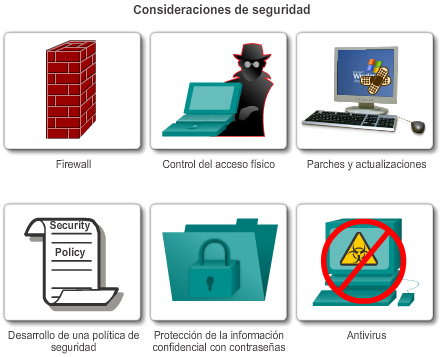 Consideraciones de seguridad
Firewall
Control del acceso físico
Parches y actualizaciones
Security
Policy
Desarrollo de una política de
seguridad
Protección de la información
confidencial con contraseñas
Antivirus